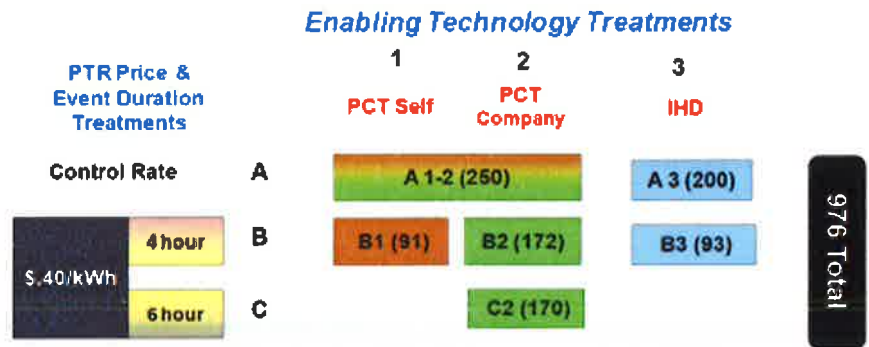 Enabling Technology Treatments
1 2 3
PTR Price &
Event Duration
Treatments
PCT Self
PCT
Company
IHD
Control Rate A A 1-2 (250) A 3 (200)
$.40/kWh
4 hour B B1 (91) B2 (172) B3 (93)
6 hour C C2 (170)
976 Total